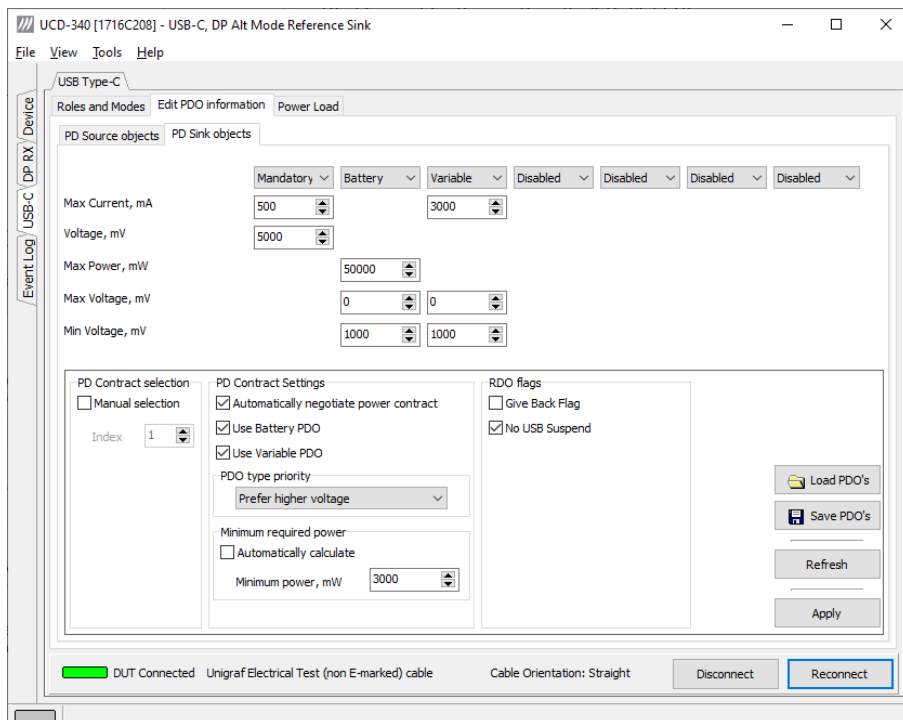 UCD-340 [1716C208] - USB-C, DP Alt Mode Reference Sink
File View Tools Help
USB Type-C
Roles and Modes Edit PDO information Power Load
PD Source objects PD Sink objects
Device
DP RX
USB-C
Event Log
Mandatory Battery Variable Disabled Disabled Disabled Disabled
Max Current, mA 500 3000
Voltage, mV 5000
Max Power, mW 50000
Max Voltage, mV 0 0
Min Voltage, mV 1000 1000
PD Contract selection
Manual selection
Index 1
PD Contract Settings
Automatically negotiate power contract
Use Battery PDO
Use Variable PDO
PDO type priority
Prefer higher voltage
Minimum required power
Automatically calculate
Minimum power, mW 3000
RDO flags
Give Back Flag
No USB Suspend
Load PDO's
Save PDO's
Refresh
Apply
DUT Connected Unigraf Electrical Test (non E-marked) cable Cable Orientation: Straight Disconnect Reconnect